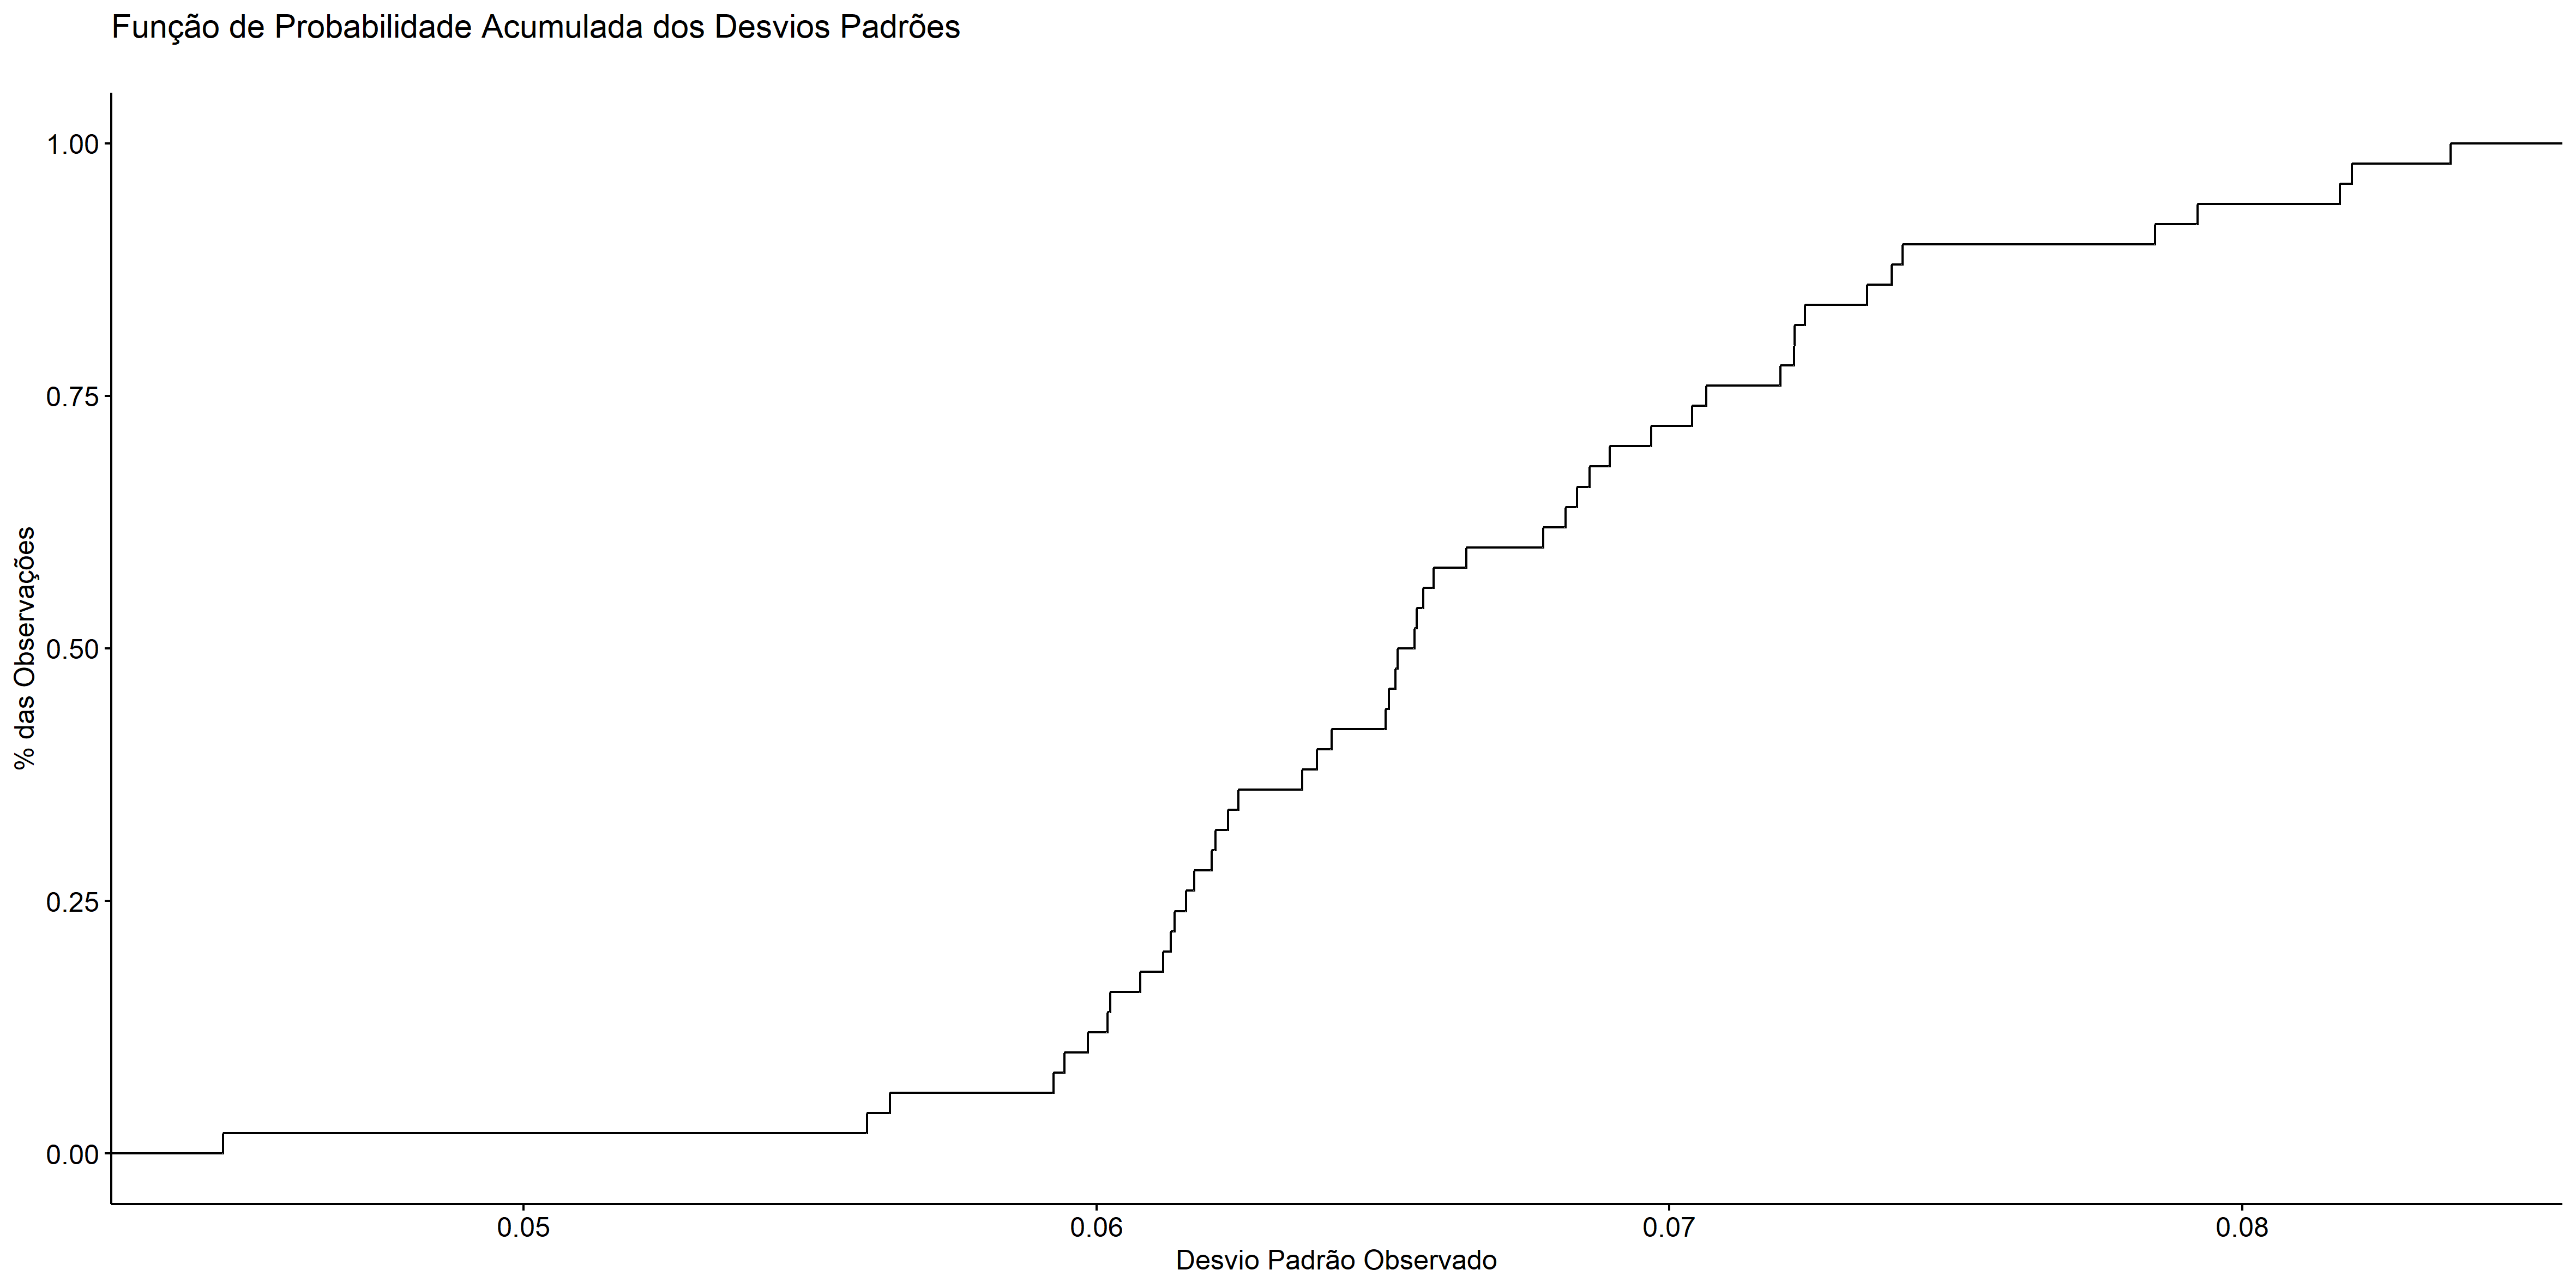 Função de Probabilidade Acumulada dos Desvios Padrões
1.00
0.75
0.50
0.25
0.00
% das Observações
0.05 0.06 0.07 0.08
Desvio Padrão Observado